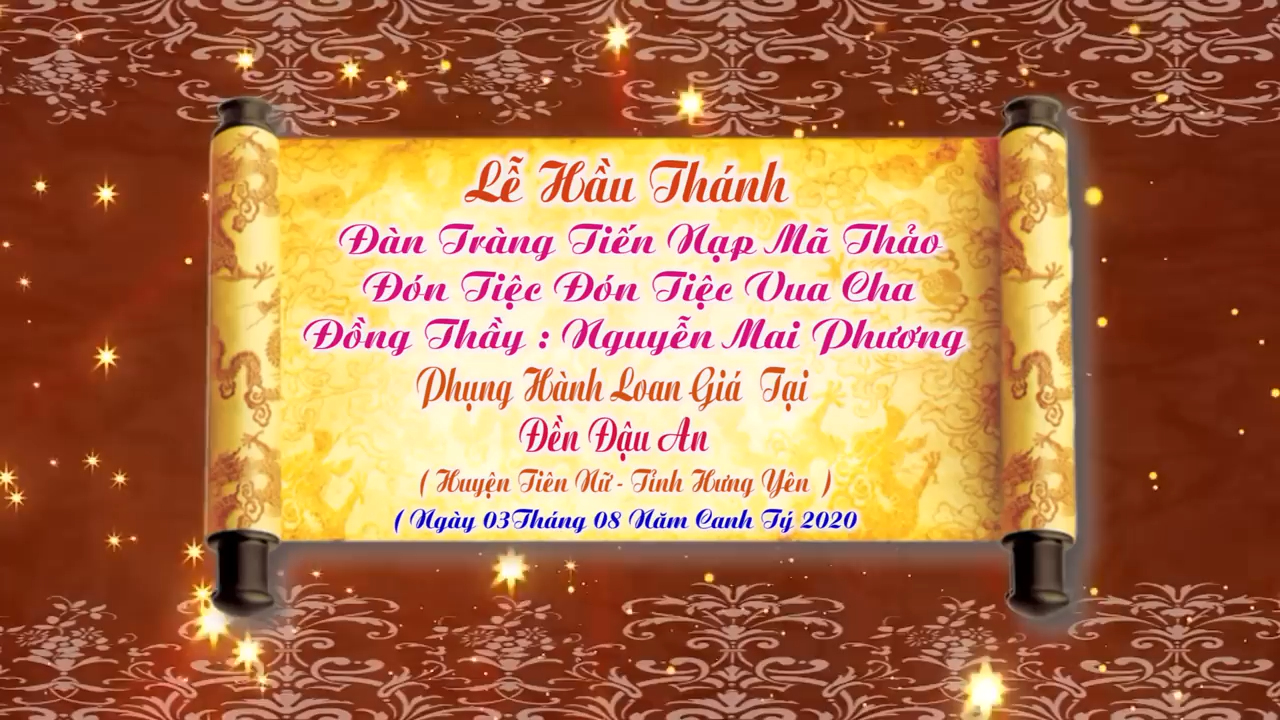 Lễ Hầu Thánh
Đàn Tràng Tiến Nạp Mã Thảo
Đón Tiệc Đón Tiệc Vua Cha
Đồng Thầy : Nguyễn Mai Phương
Phụng Hành Loan Giá Tại
Đền Đậu An
( Huyện Tiên Nữ - Tỉnh Hưng Yên )
( Ngày 03Tháng 08 Năm Canh Tý 2020